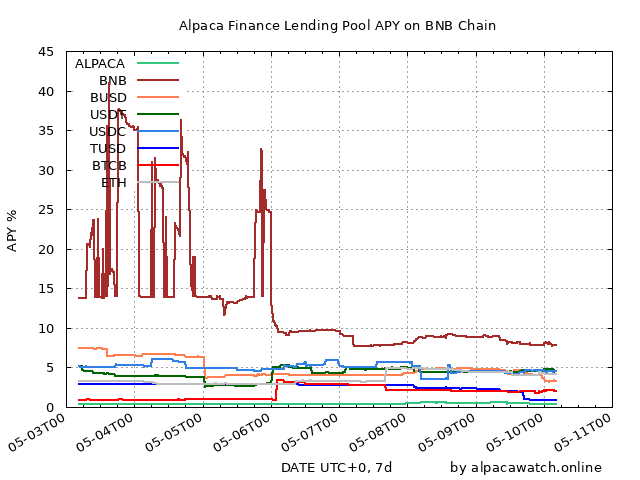 Alpaca Finance Lending Pool APY on BNB Chain
APY %
45
40
35
30
25
20
15
10
5
0
ALPACA
BNB
BUSD
USDT
USDC
TUSD
BTCB
ETH
05-03T00
05-04T00
05-05T00
05-06T00
05-07T00
05-08T00
05-09T00
05-10T00
05-11T00
DATE UTC+0, 7d
by alpacawatch.online